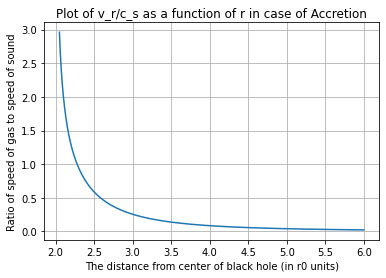 Plot of v_r/c_s as a function of r in case of Accretion
Ratio of speed of gas to speed of sound
3.0
2.5
2.0
1.5
1.0
0.5
0.0
2.0 2.5 3.0 3.5 4.0 4.5 5.0 5.5 6.0
The distance from center of black hole (in r0 units)